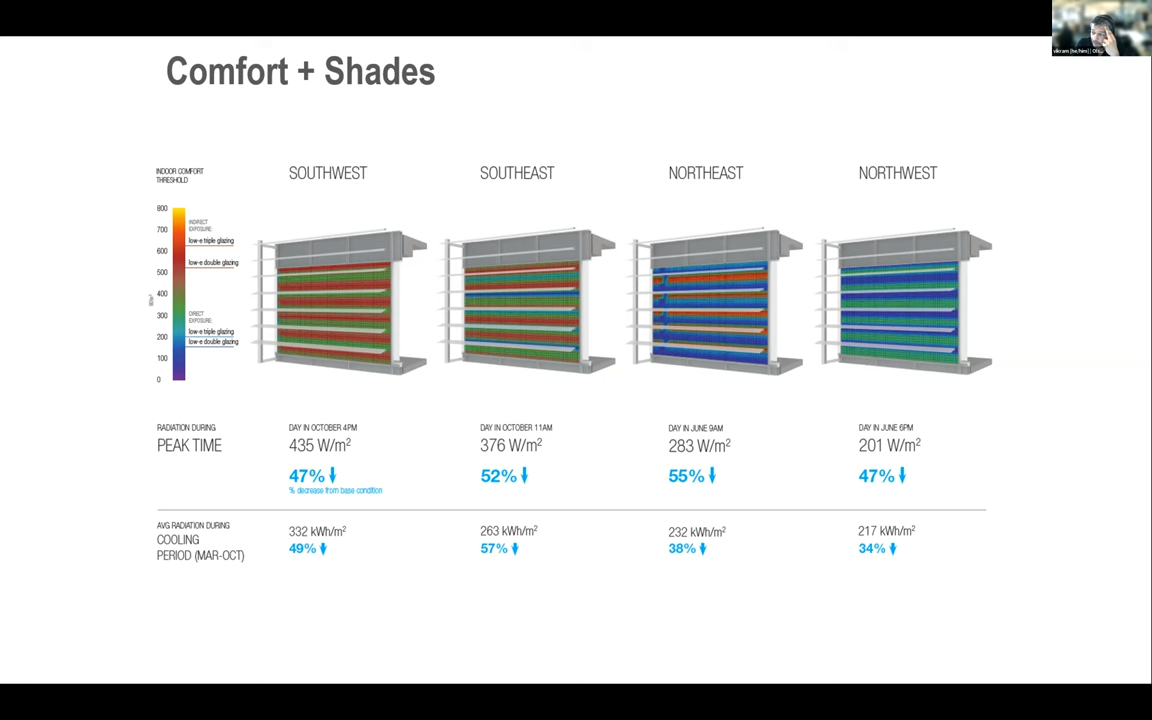 Comfort + Shades
INDOOR COMFORT
THRESHOLD
SOUTHWEST
SOUTHEAST
NORTHEAST
NORTHWEST
800
700
600
500
400
300
200
100
0
W/m²
INDIRECT
EXPOSURE:
low-e triple glazing
low-e double glazing
DIRECT
EXPOSURE:
low-e triple glazing
low-e double glazing
RADIATION DURING
PEAK TIME
DAY IN OCTOBER 4PM
435 W/m²
47%
% decrease from base condition
DAY IN OCTOBER 11AM
376 W/m²
52%
DAY IN JUNE 9AM
283 W/m²
55%
DAY IN JUNE 6PM
201 W/m²
47%
AVG RADIATION DURING
COOLING
PERIOD (MAR-OCT)
332 kWh/m²
49%
263 kWh/m²
57%
232 kWh/m²
38%
217 kWh/m²
34%
vikram [he/him] |